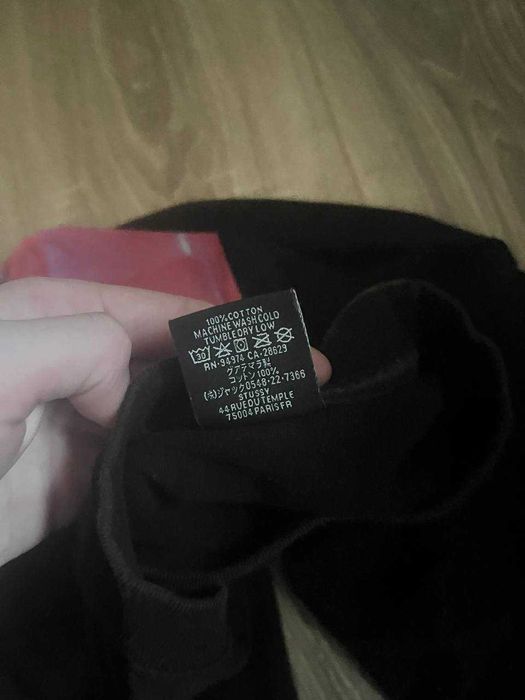 100% COTTON
MACHINE WASH COLD
TUMBLE DRY LOW
30
RN-94974 CA-28629
グアテマラ製
コットン100%
(株)ジャック0548-22-7366
STUSSY
44 RUE DU TEMPLE
75004 PARIS FR